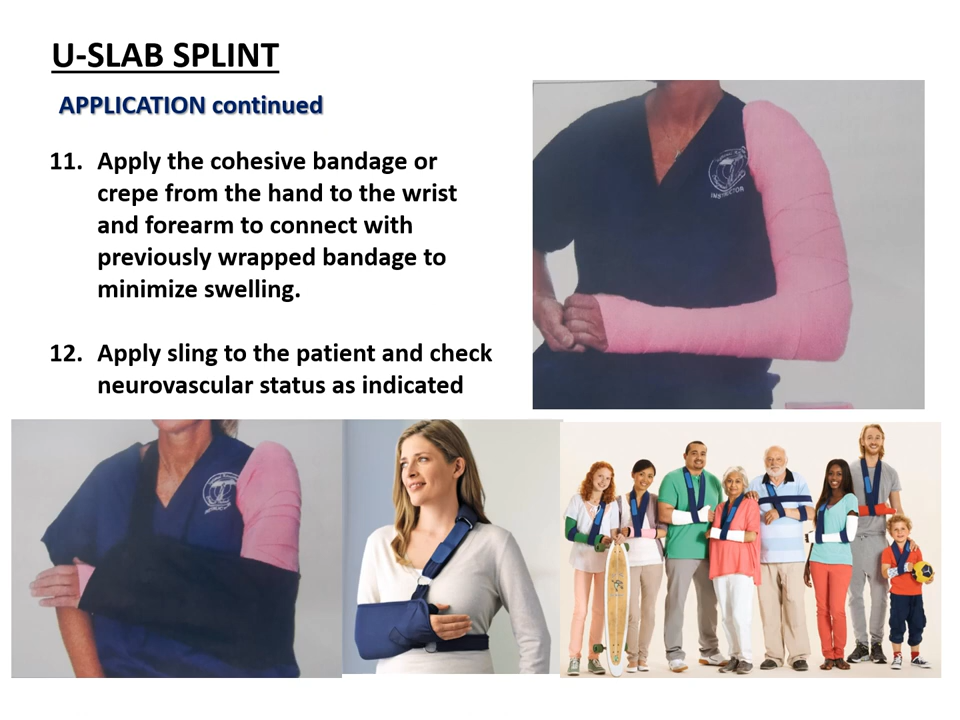 U-SLAB SPLINT
APPLICATION continued
11. Apply the cohesive bandage or
crepe from the hand to the wrist
and forearm to connect with
previously wrapped bandage to
minimize swelling.
12. Apply sling to the patient and check
neurovascular status as indicated
INSTRUCTOR